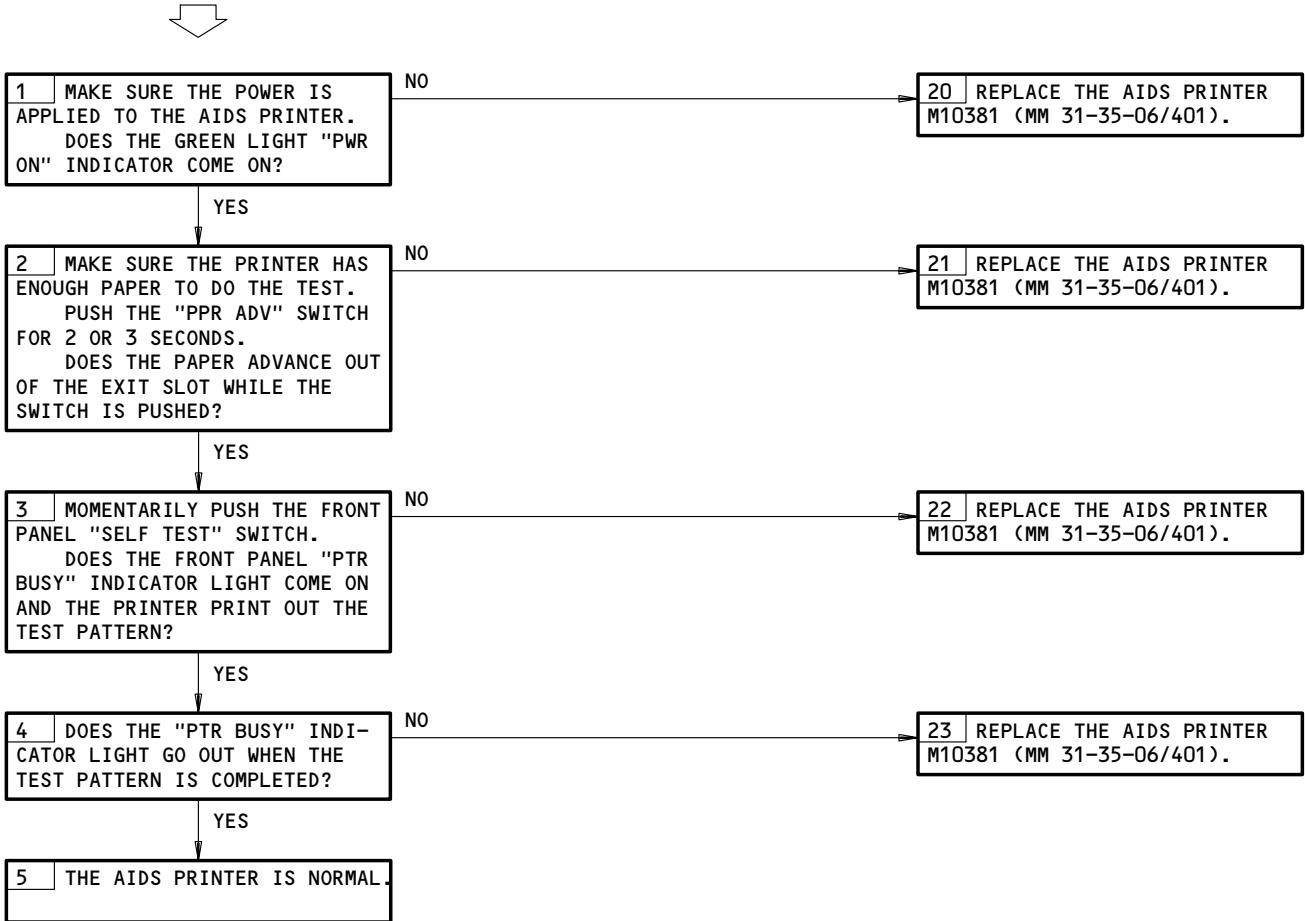 1 MAKE SURE THE POWER IS
APPLIED TO THE AIDS PRINTER.
DOES THE GREEN LIGHT "PWR
ON" INDICATOR COME ON?
NO
20 REPLACE THE AIDS PRINTER
M10381 (MM 31-35-06/401).
YES
2 MAKE SURE THE PRINTER HAS
ENOUGH PAPER TO DO THE TEST.
PUSH THE "PPR ADV" SWITCH
FOR 2 OR 3 SECONDS.
DOES THE PAPER ADVANCE OUT
OF THE EXIT SLOT WHILE THE
SWITCH IS PUSHED?
NO
21 REPLACE THE AIDS PRINTER
M10381 (MM 31-35-06/401).
YES
3 MOMENTARILY PUSH THE FRONT
PANEL "SELF TEST" SWITCH.
DOES THE FRONT PANEL "PTR
BUSY" INDICATOR LIGHT COME ON
AND THE PRINTER PRINT OUT THE
TEST PATTERN?
NO
22 REPLACE THE AIDS PRINTER
M10381 (MM 31-35-06/401).
YES
4 DOES THE "PTR BUSY" INDI-
CATOR LIGHT GO OUT WHEN THE
TEST PATTERN IS COMPLETED?
NO
23 REPLACE THE AIDS PRINTER
M10381 (MM 31-35-06/401).
YES
5 THE AIDS PRINTER IS NORMAL.